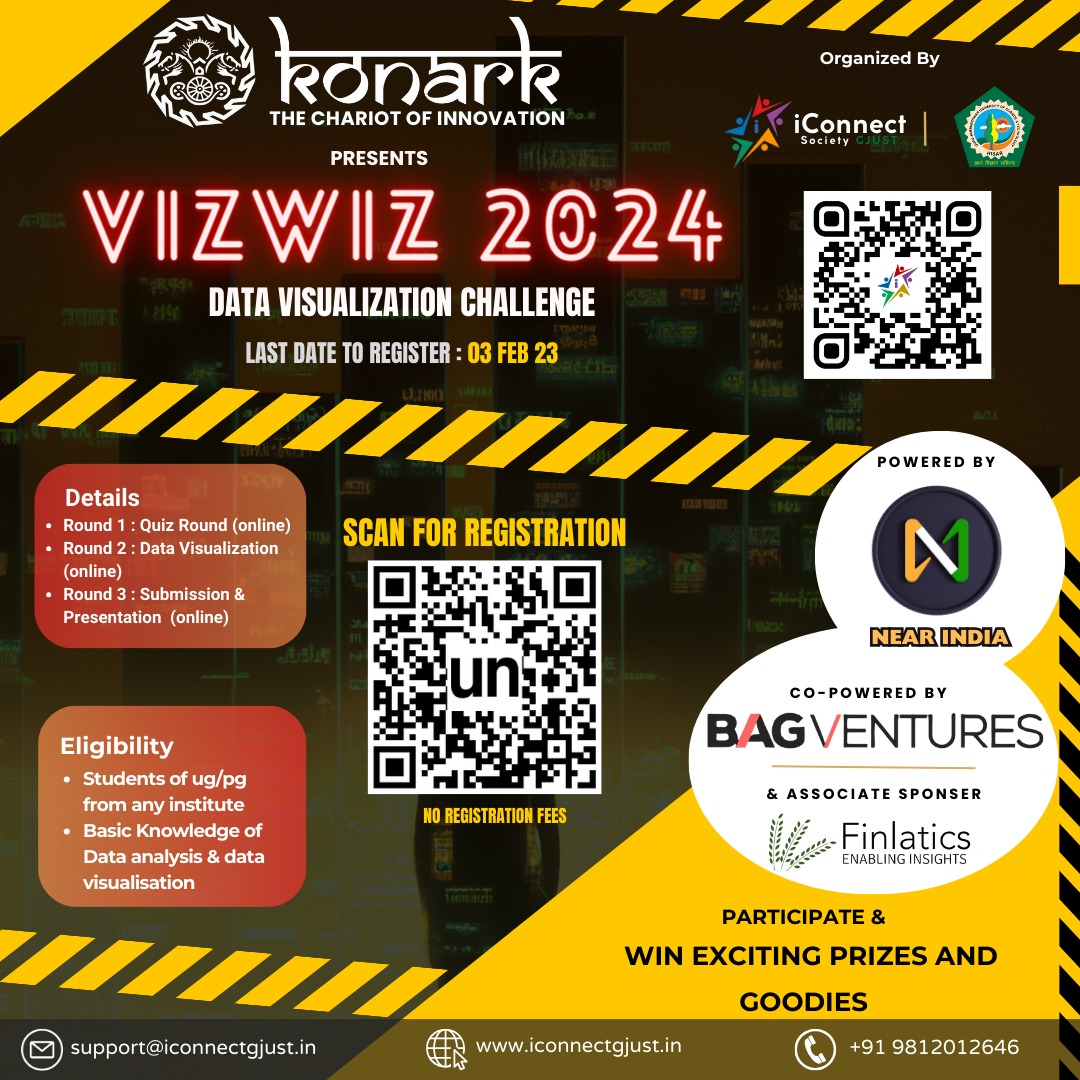 konark
THE CHARIOT OF INNOVATION
PRESENTS
VIZWIZ 2024
DATA VISUALIZATION CHALLENGE
LAST DATE TO REGISTER : 03 FEB 23
Organized By
iConnect
Society GJUST
HISAR
Details
• Round 1 : Quiz Round (online)
• Round 2 : Data Visualization
(online)
• Round 3 : Submission &
Presentation (online)
Eligibility
• Students of ug/pg
from any institute
• Basic Knowledge of
Data analysis & data
visualisation
SCAN FOR REGISTRATION
un
NO REGISTRATION FEES
POWERED BY
NEAR INDIA
CO-POWERED BY
BAGVENTURES
& ASSOCIATE SPONSER
Finlatics
ENABLING INSIGHTS
PARTICIPATE &
WIN EXCITING PRIZES AND
GOODIES
support@iconnectgjust.in
www.iconnectgjust.in
+91 9812012646